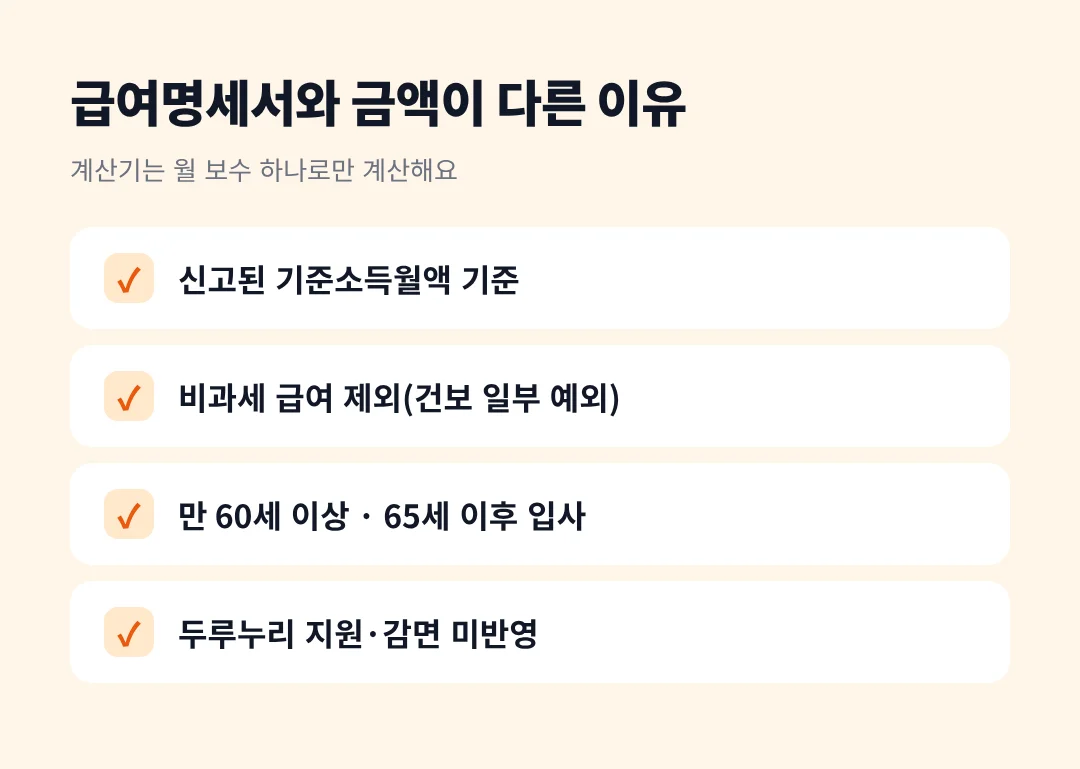 급여명세서와 금액이 다른 이유
계산기는 월 보수 하나로만 계산해요
신고된 기준소득월액 기준
비과세 급여 제외(건보 일부 예외)
만 60세 이상 · 65세 이후 입사
두루누리 지원·감면 미반영